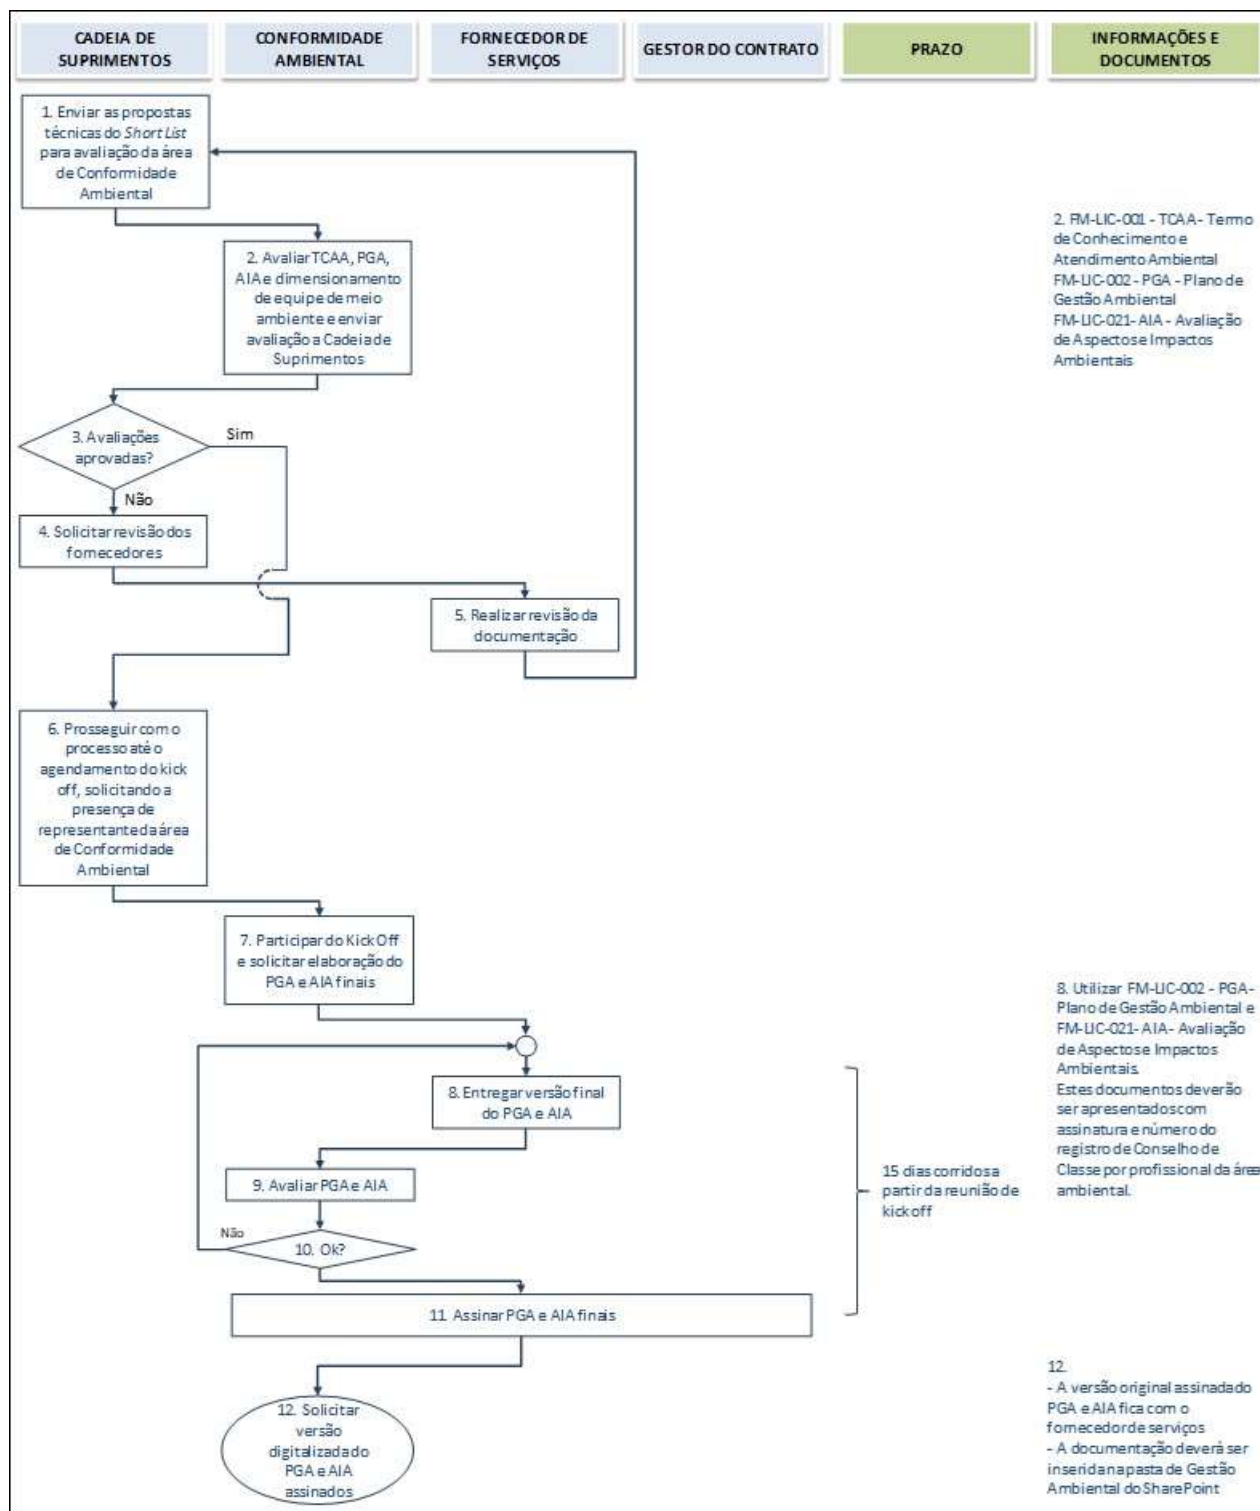 CADEIA DE
SUPRIMENTOS
CONFORMIDADE
AMBIENTAL
FORNECEDOR DE
SERVIÇOS
GESTOR DO CONTRATO
PRAZO
INFORMAÇÕES E
DOCUMENTOS
1. Enviar as propostas
técnicas do Short List
para avaliação da área
de Conformidade
Ambiental
2. Avaliar TCAA, PGA,
AIA e dimensionamento
de equipe de meio
ambiente e enviar
avaliação a Cadeia de
Suprimentos
2. FM-LIC-001 - TCAA- Termo
de Conhecimento e
Atendimento Ambiental
FM-LIC-002 - PGA - Plano de
Gestão Ambiental
FM-LIC-021- AIA - Avaliação
de Aspectos e Impactos
Ambientais
3. Avaliações
aprovadas?
Sim
Não
4. Solicitar revisão dos
fornecedores
5. Realizar revisão da
documentação
6. Prosseguir com o
processo até o
agendamento do kick
off, solicitando a
presença de
representante da área
de Conformidade
Ambiental
7. Participar do Kick Off
e solicitar elaboração do
PGA e AIA finais
8. Entregar versão final
do PGA e AIA
8. Utilizar FM-LIC-002 - PGA-
Plano de Gestão Ambiental e
FM-LIC-021- AIA- Avaliação
de Aspectos e Impactos
Ambientais.
Estes documentos deverão
ser apresentados com
assinatura e número do
registro de Conselho de
Classe por profissional da área
ambiental.
9. Avaliar PGA e AIA
15 dias corridos a
partir da reunião de
kick off
Não
10. Ok?
11. Assinar PGA e AIA finais
12. Solicitar
versão
digitalizada do
PGA e AIA
assinados
12.
- A versão original assinada do
PGA e AIA fica com o
fornecedor de serviços
- A documentação deverá ser
inserida na pasta de Gestão
Ambiental do SharePoint